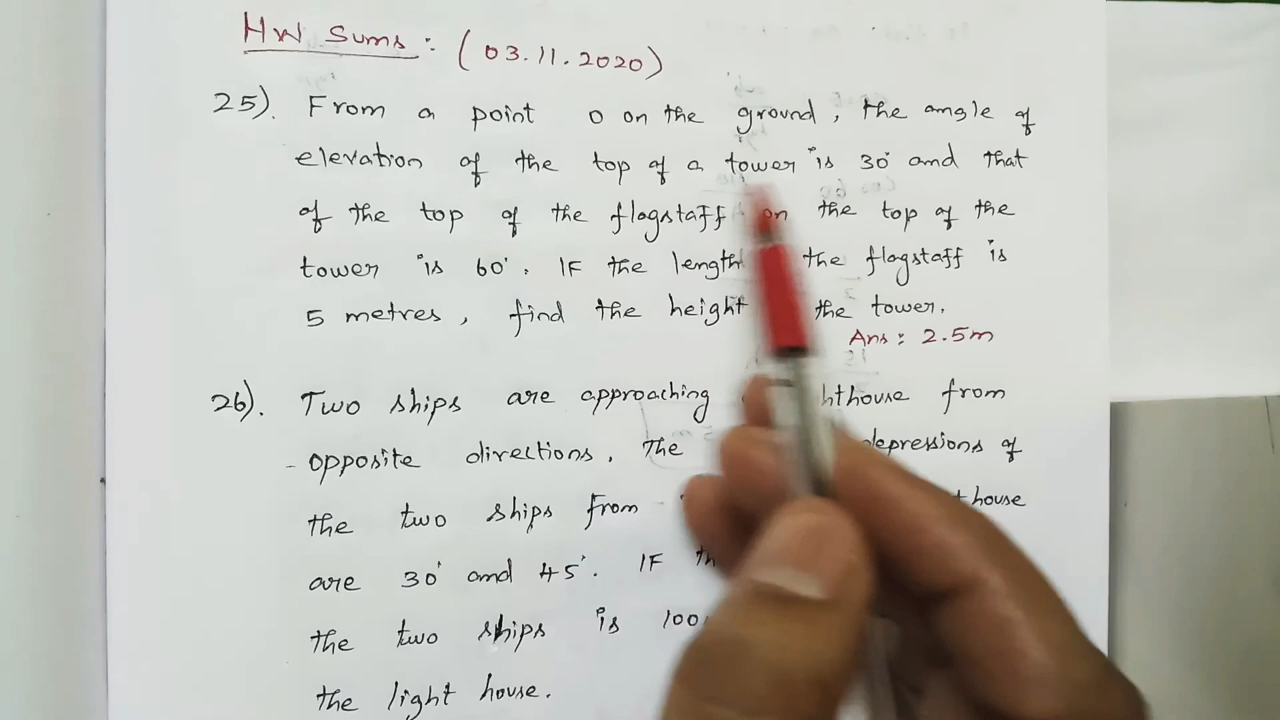 HW Sums : (03.11.2020)
25). From a point O on the ground, the angle of
elevation of the top of a tower is 30° and that
of the top of the flagstaff on the top of the
tower is 60°. IF the length the flagstaff is
5 metres, find the height the tower.
Ans : 2.5m
26). Two ships are approaching hthouse from
opposite directions. The depressions of
the two ships from house
are 30° and 45°. IF
the two ships is 100
the light house.